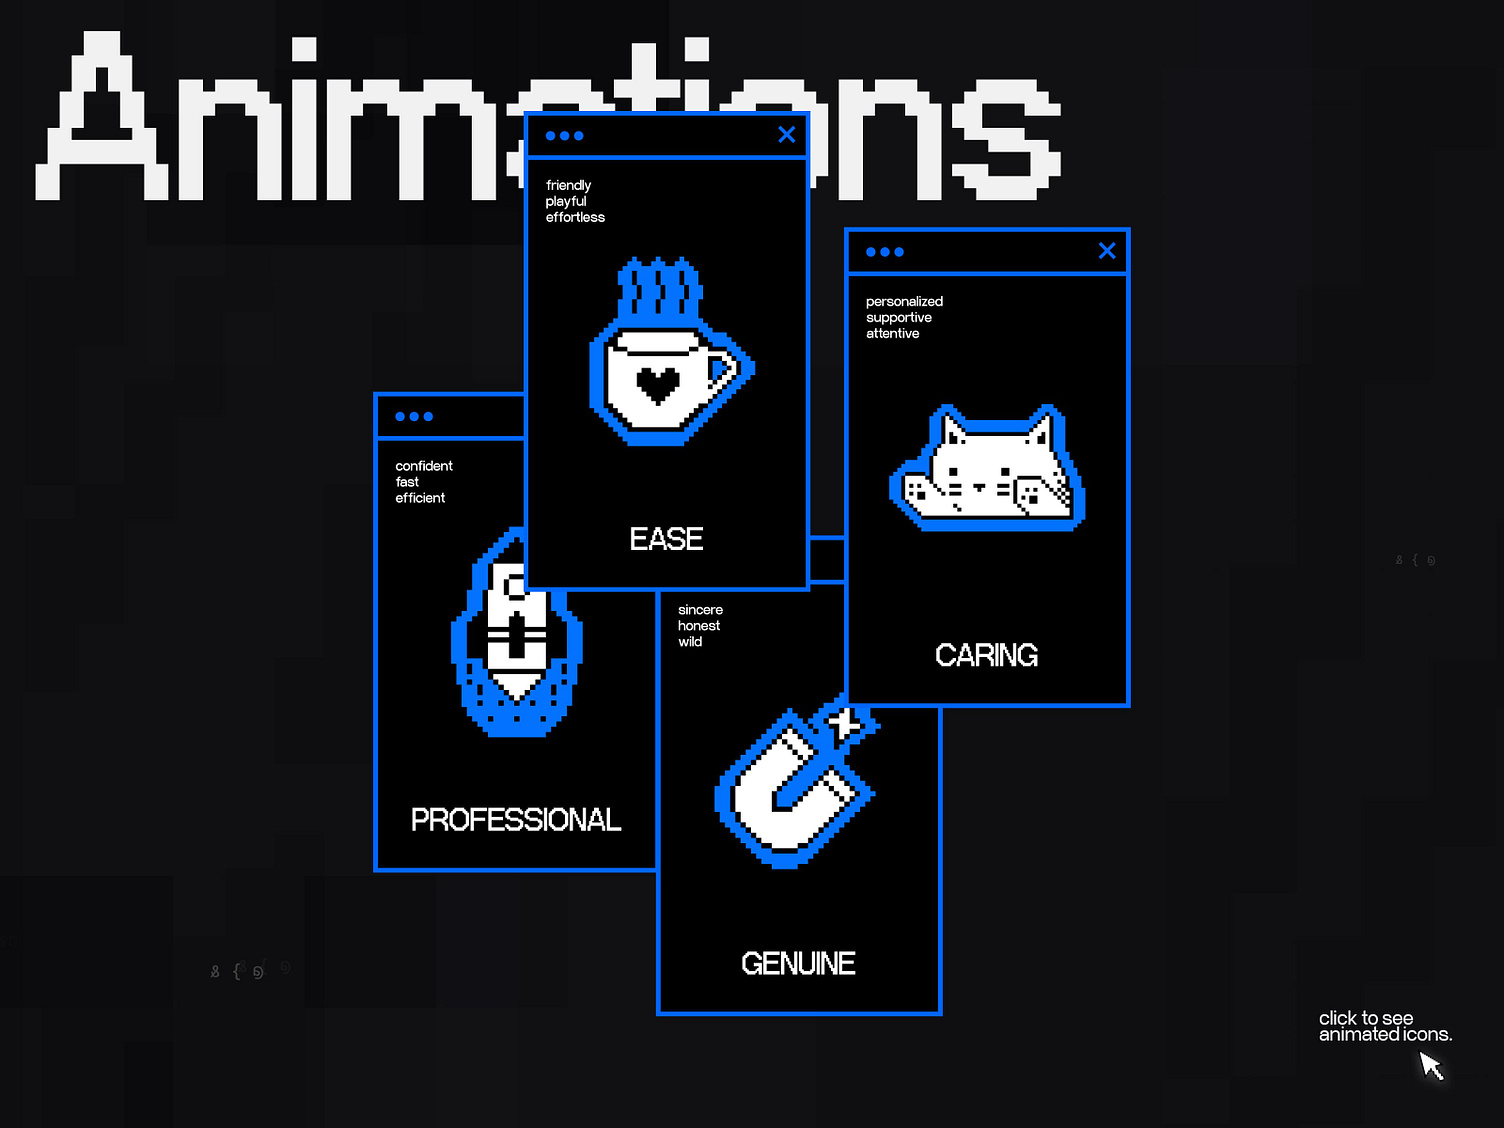 Animations
friendly
playful
effortless
EASE
personalized
supportive
attentive
CARING
confident
fast
efficient
PROFESSIONAL
sincere
honest
wild
GENUINE
& { @
& { @
click to see
animated icons.